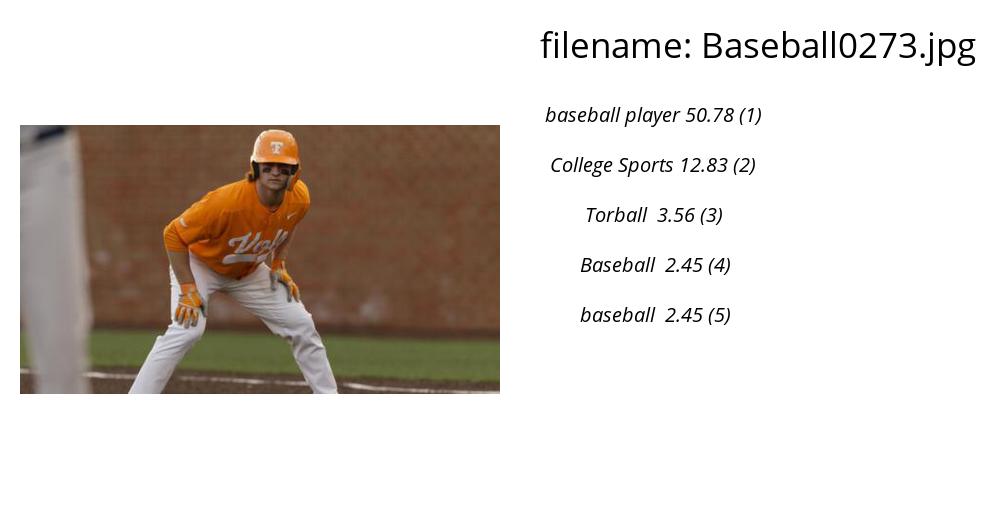 filename: Baseball0273.jpg
baseball player 50.78 (1)
College Sports 12.83 (2)
Torball 3.56 (3)
Baseball 2.45 (4)
baseball 2.45 (5)
T
Vols